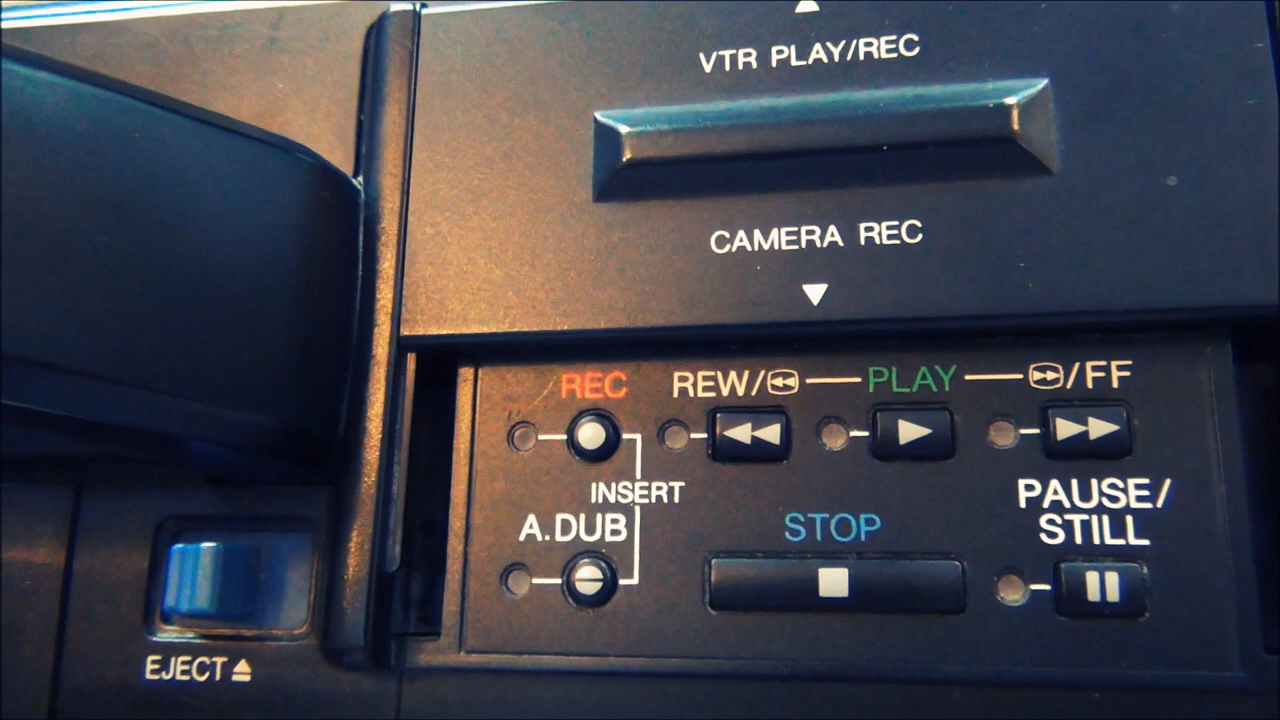 VTR PLAY/REC
CAMERA REC
REC REW/ PLAY /FF
INSERT
A.DUB STOP PAUSE/
STILL
EJECT